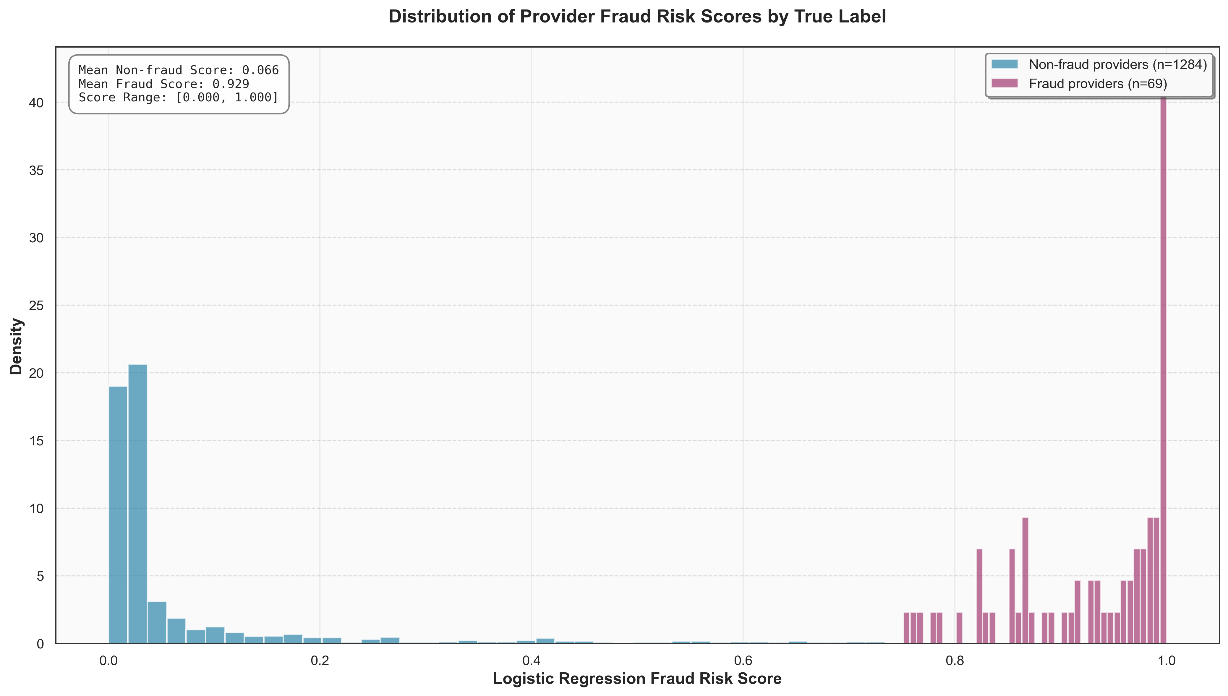 Distribution of Provider Fraud Risk Scores by True Label
Mean Non-fraud Score: 0.066
Mean Fraud Score: 0.929
Score Range: [0.000, 1.000]
Non-fraud providers (n=1284)
Fraud providers (n=69)
Density
40
35
30
25
20
15
10
5
0
0.0 0.2 0.4 0.6 0.8 1.0
Logistic Regression Fraud Risk Score